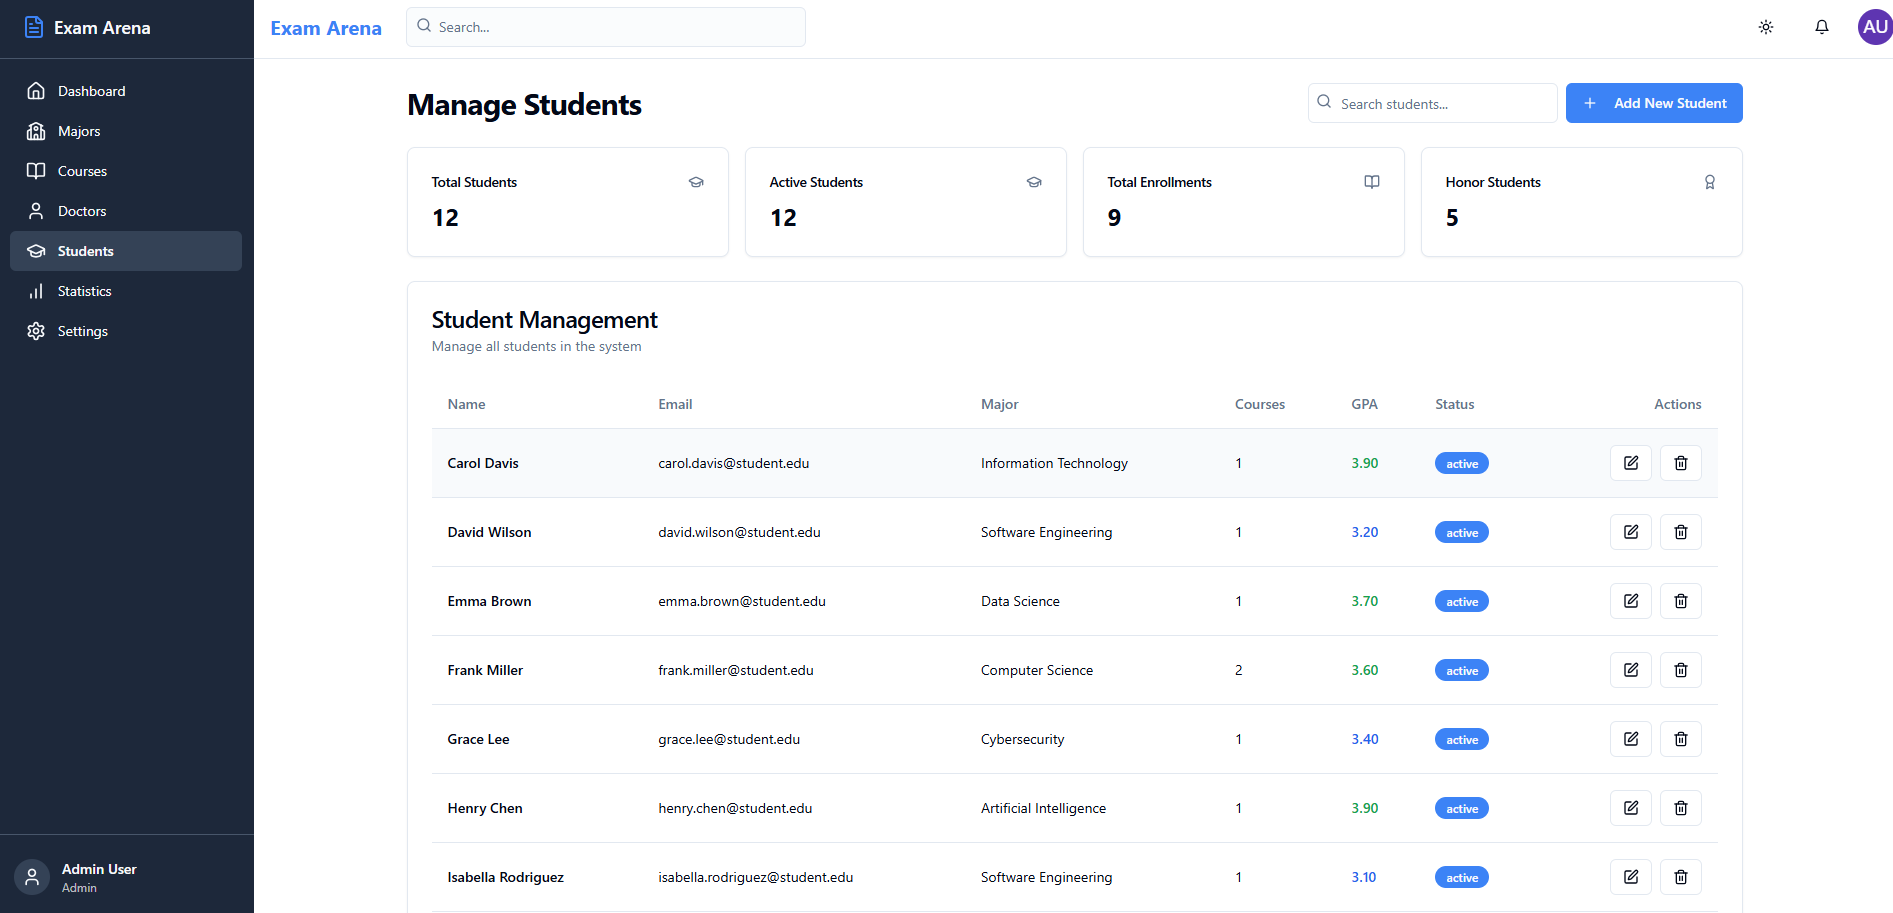 Exam Arena
Dashboard
Majors
Courses
Doctors
Students
Statistics
Settings
Admin User
Admin
Exam Arena
Search...
AU
Manage Students
Search students...
Add New Student
Total Students
12
Active Students
12
Total Enrollments
9
Honor Students
5
Student Management
Manage all students in the system
Name Email Major Courses GPA Status Actions
Carol Davis carol.davis@student.edu Information Technology 1 3.90 active
David Wilson david.wilson@student.edu Software Engineering 1 3.20 active
Emma Brown emma.brown@student.edu Data Science 1 3.70 active
Frank Miller frank.miller@student.edu Computer Science 2 3.60 active
Grace Lee grace.lee@student.edu Cybersecurity 1 3.40 active
Henry Chen henry.chen@student.edu Artificial Intelligence 1 3.90 active
Isabella Rodriguez isabella.rodriguez@student.edu Software Engineering 1 3.10 active